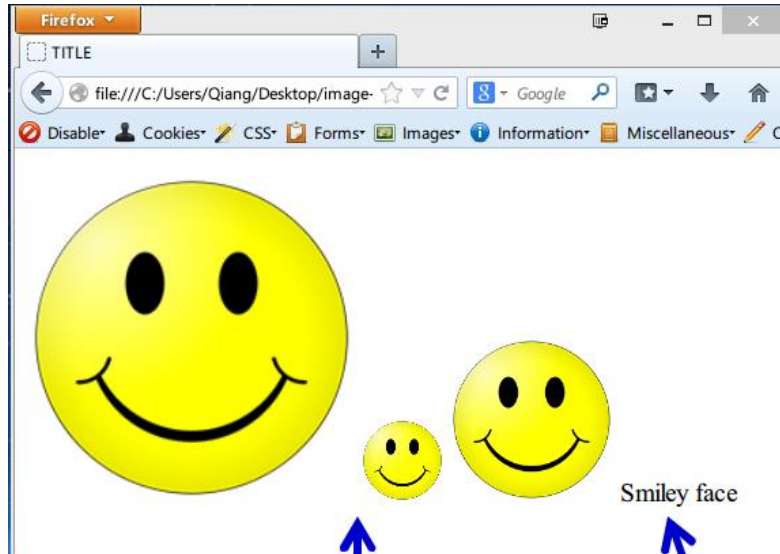 Firefox
TITLE
file:///C:/Users/Qiang/Desktop/image-
Google
Disable Cookies CSS Forms Images Information Miscellaneous
Smiley face